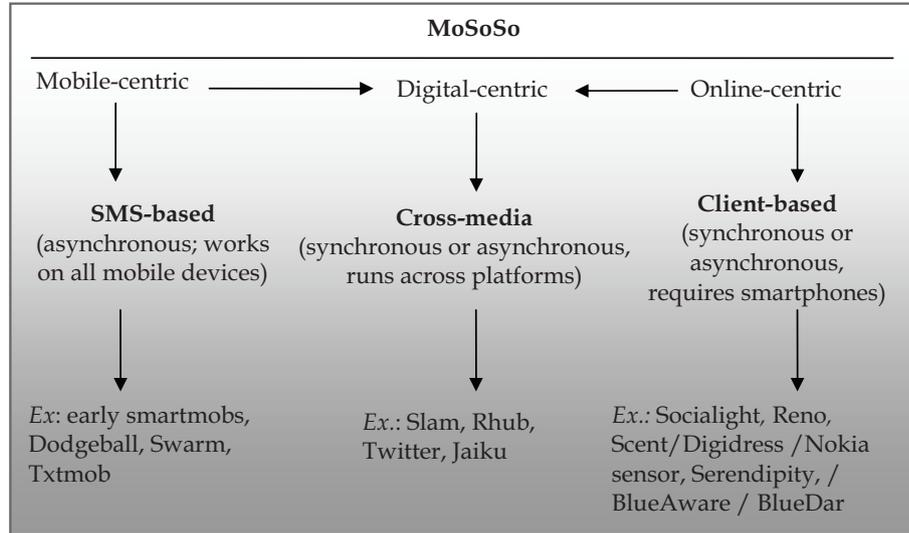 MoSoSo
Mobile-centric
Digital-centric
Online-centric
SMS-based
(asynchronous; works
on all mobile devices)
Cross-media
(synchronous or asynchronous,
runs across platforms)
Client-based
(synchronous or
asynchronous,
requires smartphones)
Ex: early smartmobs,
Dodgeball, Swarm,
Txtmob
Ex.: Slam, Rhub,
Twitter, Jaiku
Ex.: Socialight, Reno,
Scent/Digidress /Nokia
sensor, Serendipity, /
BlueAware / BlueDar